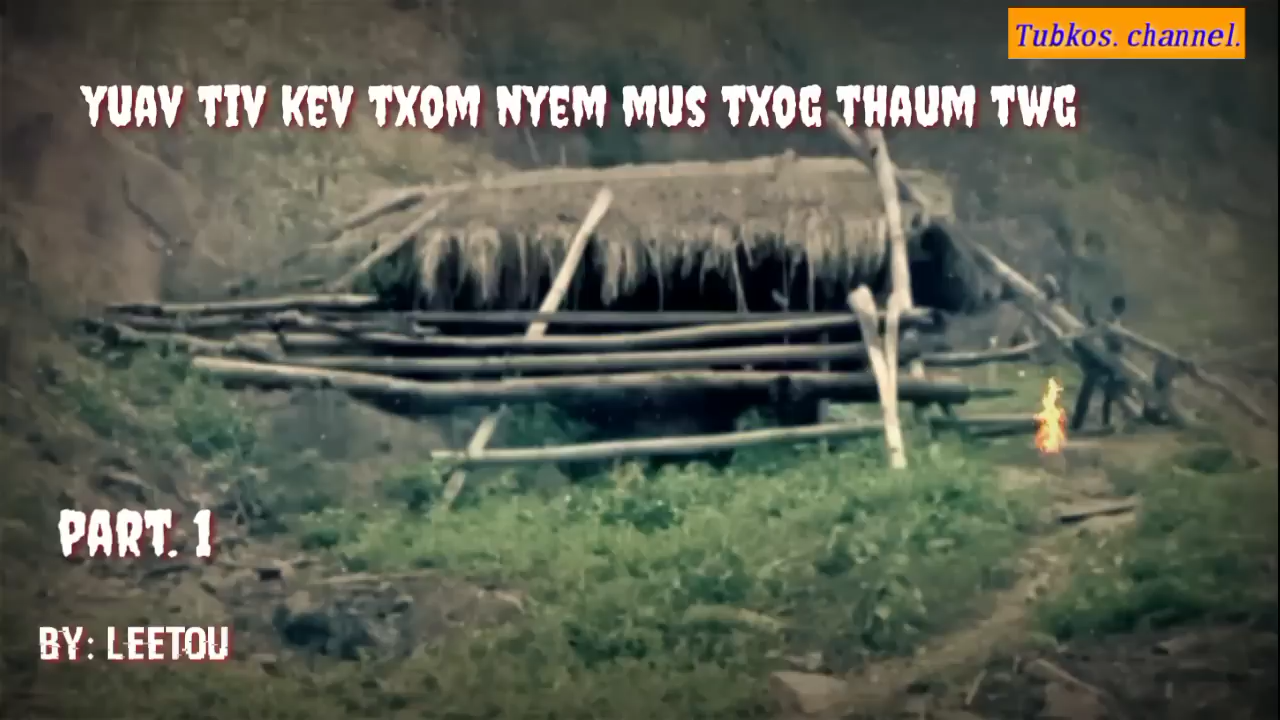 Tubkos. channel.
YUAV TIV KEV TXOM NYEM MUS TXOG THAUM TWG
PART. 1
BY: LEETOU